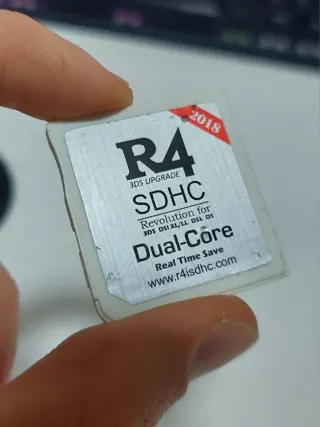 2018
R4
3DS UPGRADE
SDHC
Revolution for
3DS DSi XL/LL DSL DS
Dual-Core
Real Time Save
www.r4isdhc.com